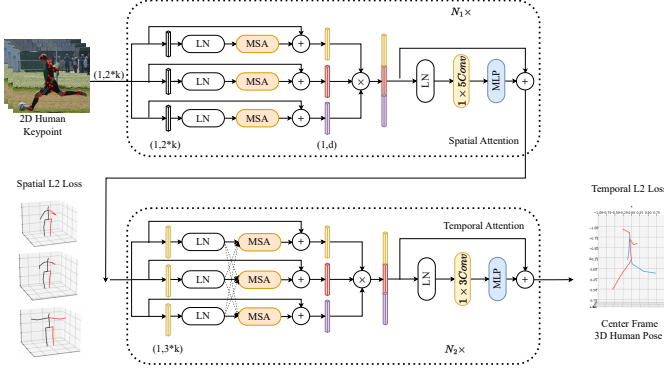 N₁×
LN
MSA
+
(1,2*k)
LN
MSA
+
×
LN
1 × 5Conv
MLP
+
LN
MSA
+
2D Human
Keypoint
(1,2*k)
(1,d)
Spatial Attention
Spatial L2 Loss
Temporal L2 Loss
Temporal Attention
LN
MSA
+
LN
MSA
+
×
LN
1 × 3Conv
MLP
+
LN
MSA
+
Center Frame
3D Human Pose
(1,3*k)
N₂×